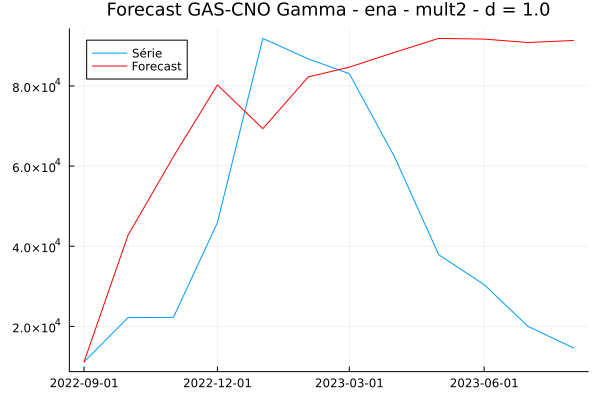 Forecast GAS-CNO Gamma - ena - mult2 - d = 1.0
Série
Forecast
8.0×10⁴
6.0×10⁴
4.0×10⁴
2.0×10⁴
2022-09-01 2022-12-01 2023-03-01 2023-06-01